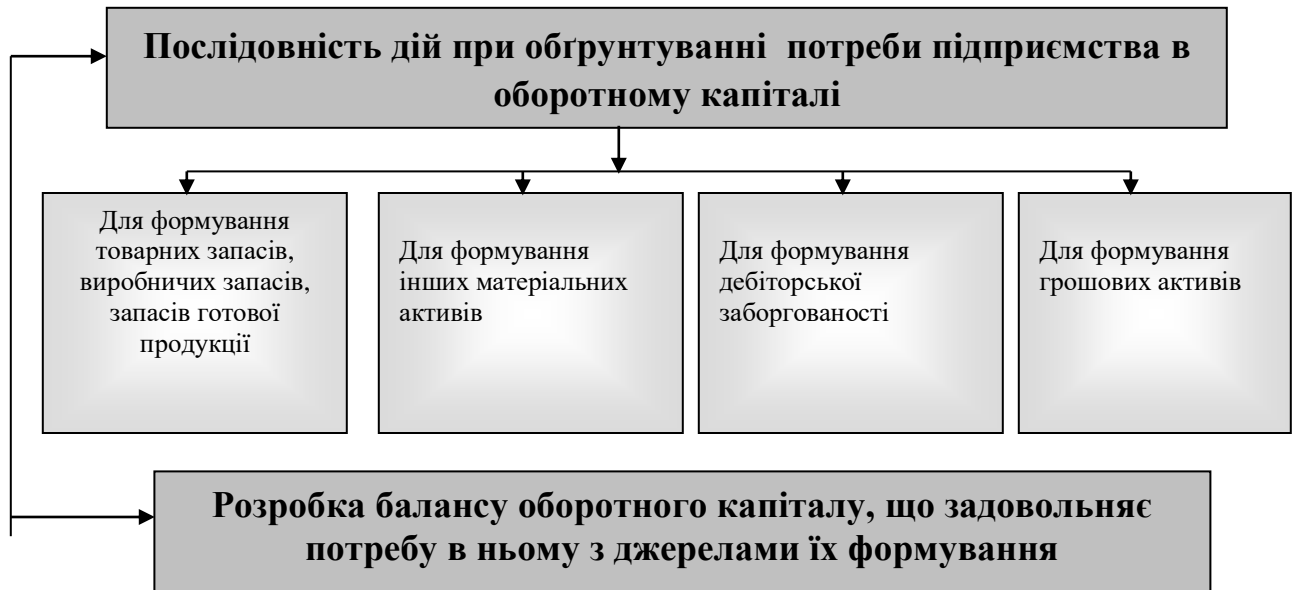 Послідовність дій при обґрунтуванні потреби підприємства в
оборотному капіталі
Для формування
товарних запасів,
виробничих запасів,
запасів готової
продукції
Для формування
інших матеріальних
активів
Для формування
дебіторської
заборгованості
Для формування
грошових активів
Розробка балансу оборотного капіталу, що задовольняє
потребу в ньому з джерелами їх формування